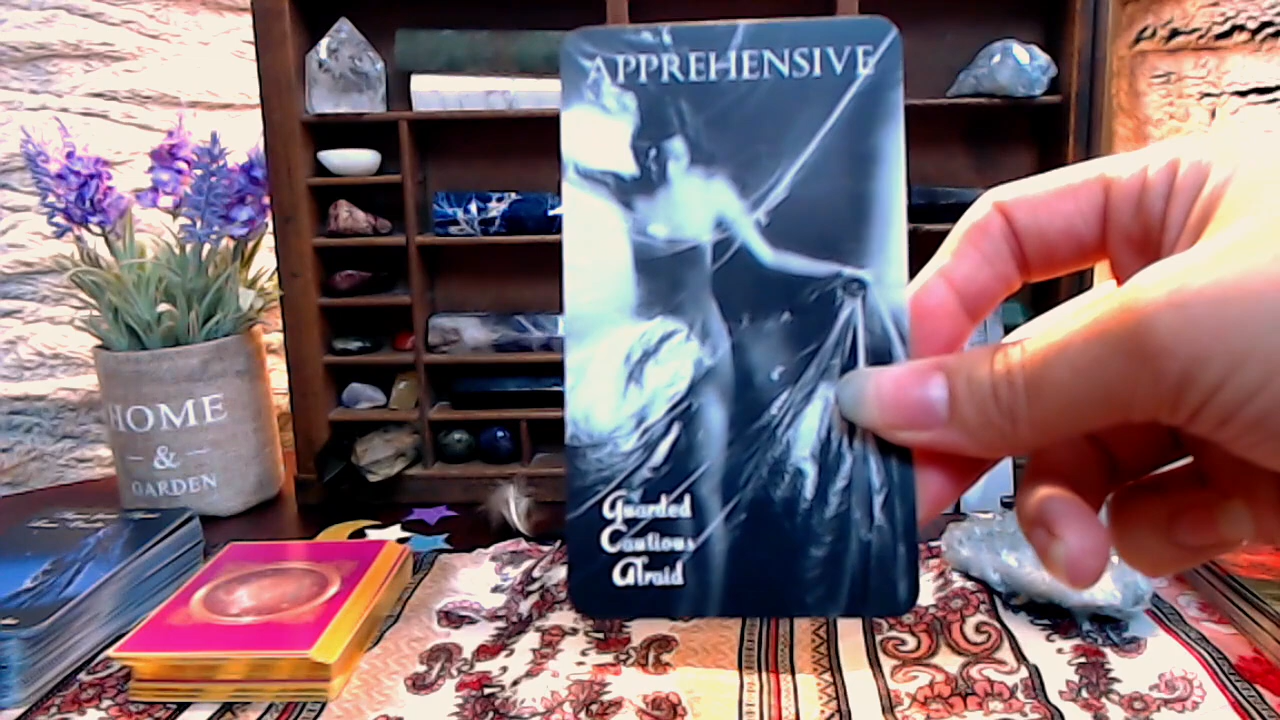 APPREHENSIVE
Guarded
Cautious
Afraid
HOME
&
GARDEN